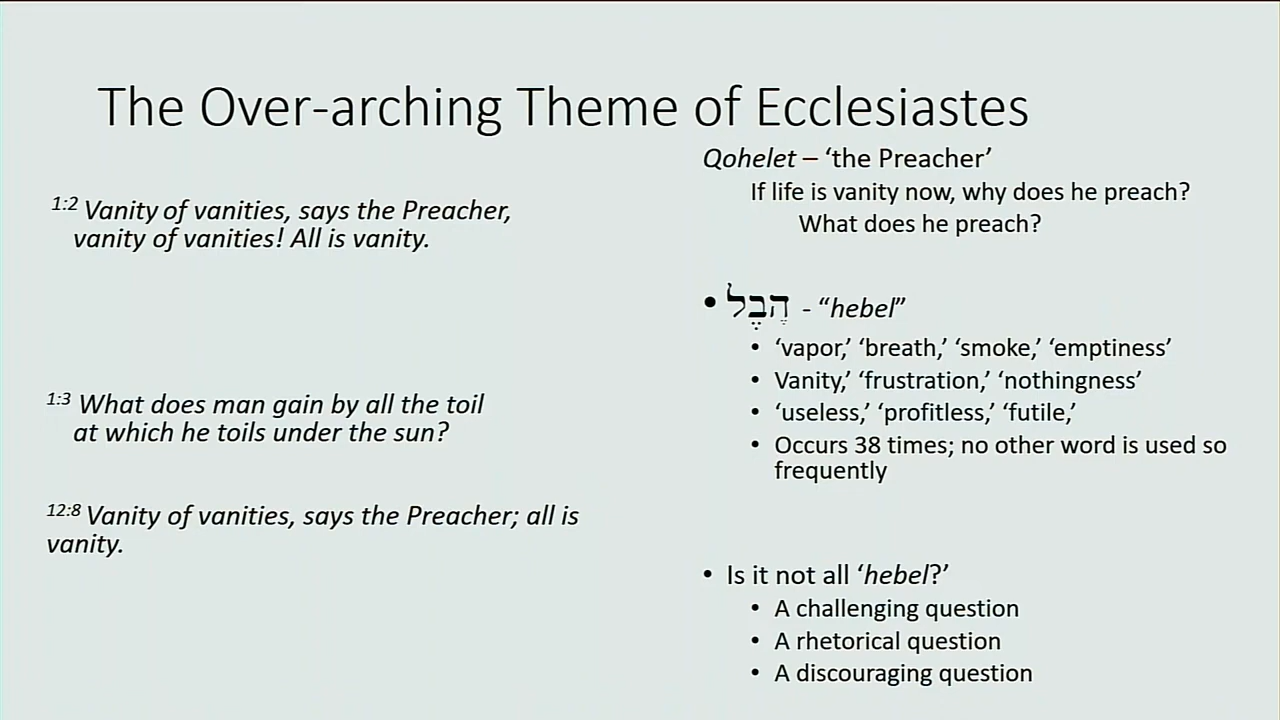 The Over-arching Theme of Ecclesiastes
1:2 Vanity of vanities, says the Preacher,
vanity of vanities! All is vanity.
1:3 What does man gain by all the toil
at which he toils under the sun?
12:8 Vanity of vanities, says the Preacher; all is
vanity.
Qohelet – ‘the Preacher’
If life is vanity now, why does he preach?
What does he preach?
• הֶבֶל - “hebel”
• ‘vapor,’ ‘breath,’ ‘smoke,’ ‘emptiness’
• Vanity,’ ‘frustration,’ ‘nothingness’
• ‘useless,’ ‘profitless,’ ‘futile,’
• Occurs 38 times; no other word is used so
frequently
• Is it not all ‘hebel?’
• A challenging question
• A rhetorical question
• A discouraging question